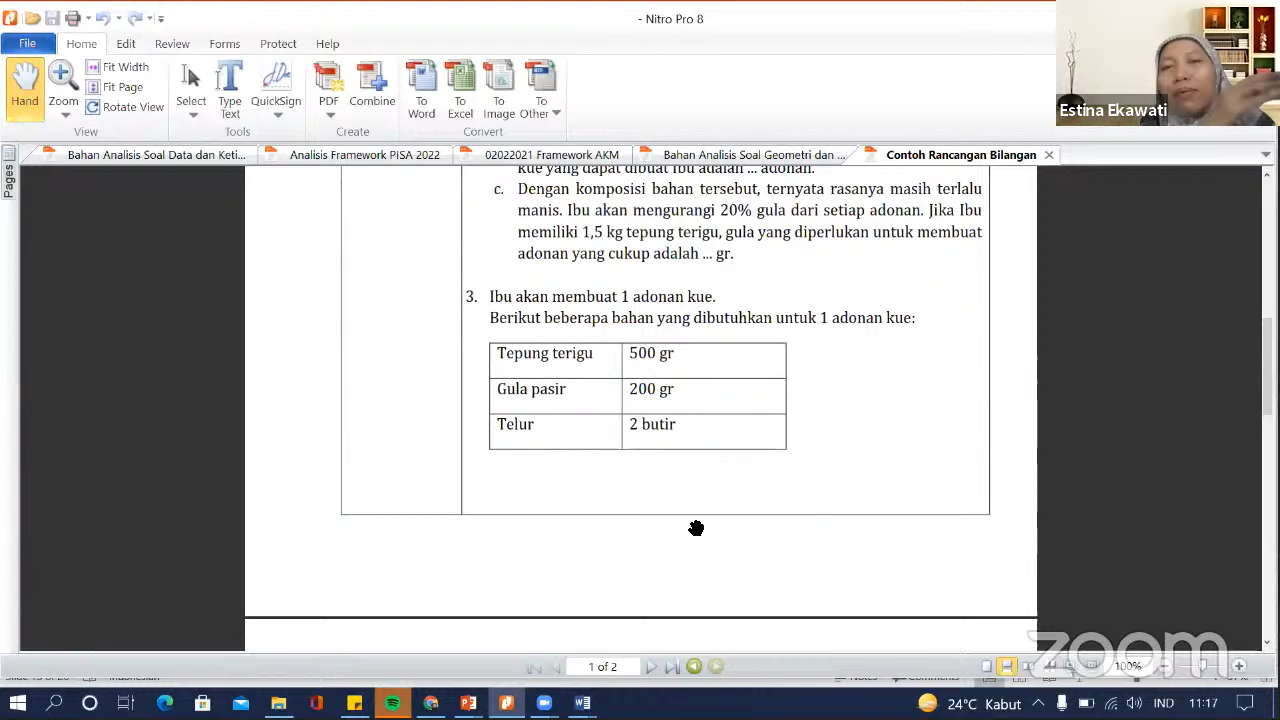 - Nitro Pro 8
File Home Edit Review Forms Protect Help
Hand
Zoom
Fit Width
Fit Page
Rotate View
View
Select
Type Text
QuickSign
Tools
PDF
Combine
Create
To Word
To Excel
To Image
To Other
Convert
Estina Ekawati
Pages
Bahan Analisis Soal Data dan Keti...
Analisis Framework PISA 2022
02022021 Framework AKM
Bahan Analisis Soal Geometri dan ...
Contoh Rancangan Bilangan
kue yang dapat dibuat Ibu adalah ... adonan.
c. Dengan komposisi bahan tersebut, ternyata rasanya masih terlalu
manis. Ibu akan mengurangi 20% gula dari setiap adonan. Jika Ibu
memiliki 1,5 kg tepung terigu, gula yang diperlukan untuk membuat
adonan yang cukup adalah ... gr.
3. Ibu akan membuat 1 adonan kue.
Berikut beberapa bahan yang dibutuhkan untuk 1 adonan kue:
Tepung terigu 500 gr
Gula pasir 200 gr
Telur 2 butir
zoom
1 of 2
100%
24°C Kabut
IND
11:17